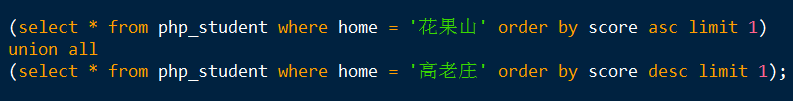 (select * from php_student where home = '花果山' order by score asc limit 1)
union all
(select * from php_student where home = '高老庄' order by score desc limit 1);